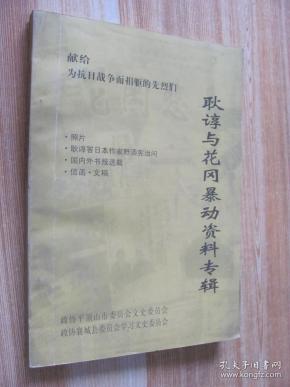 献给
为抗日战争而捐躯的先烈们
耿谆与花冈暴动资料专辑
·照片
·耿谆答日本作家野添宪治问
·国内外书报选载
·信函·文稿
政协平顶山市委员会文史委员会
政协襄城县委员会学习文史委员会
孔夫子旧书网